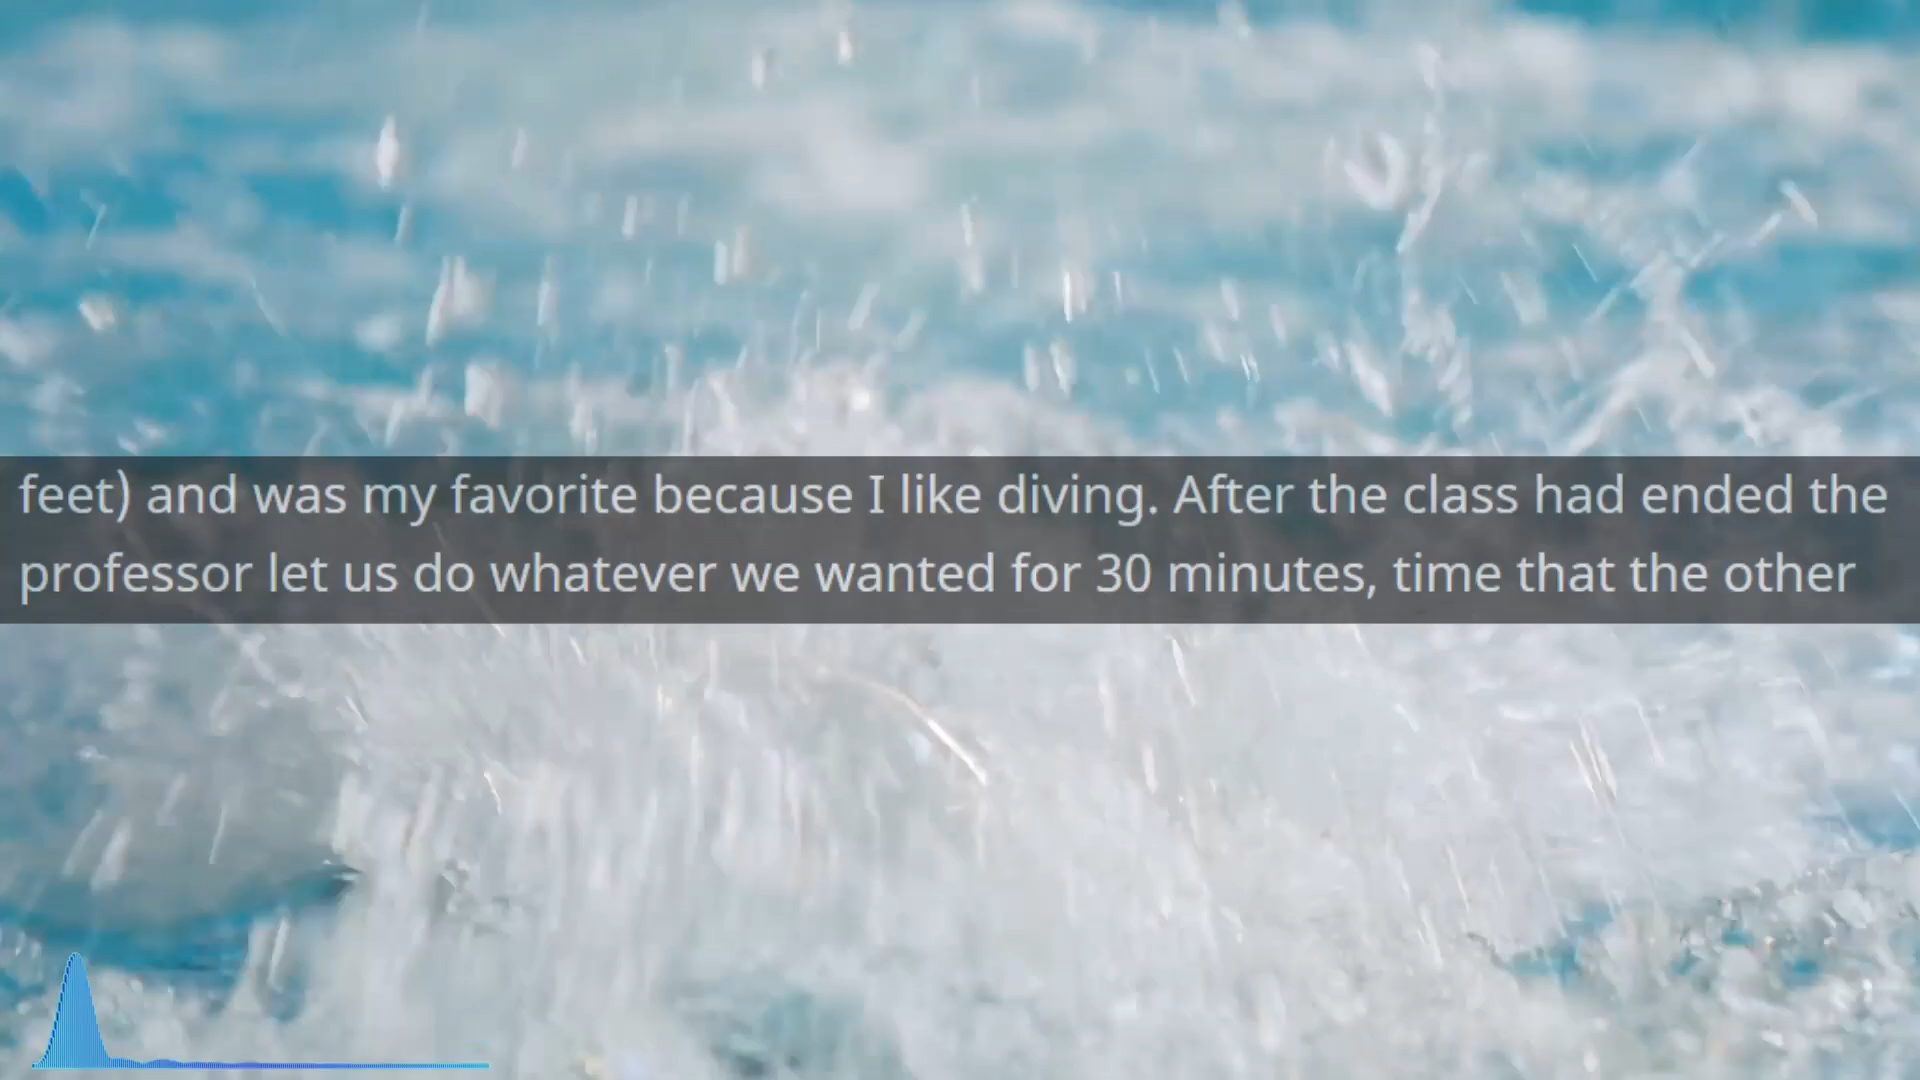 feet) and was my favorite because I like diving. After the class had ended the
professor let us do whatever we wanted for 30 minutes, time that the other